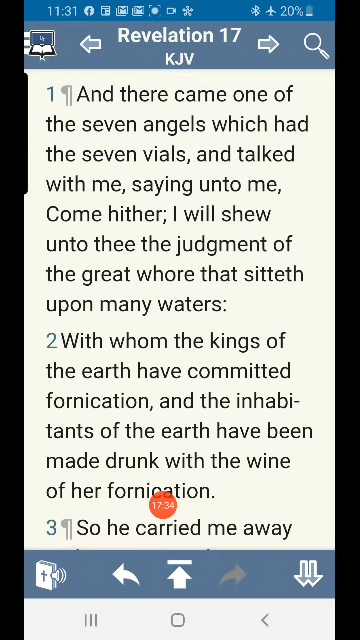 11:31
20%
Revelation 17
KJV
1 ¶ And there came one of
the seven angels which had
the seven vials, and talked
with me, saying unto me,
Come hither; I will shew
unto thee the judgment of
the great whore that sitteth
upon many waters:
2 With whom the kings of
the earth have committed
fornication, and the inhabi-
tants of the earth have been
made drunk with the wine
of her fornication.
17:34
3 ¶ So he carried me away